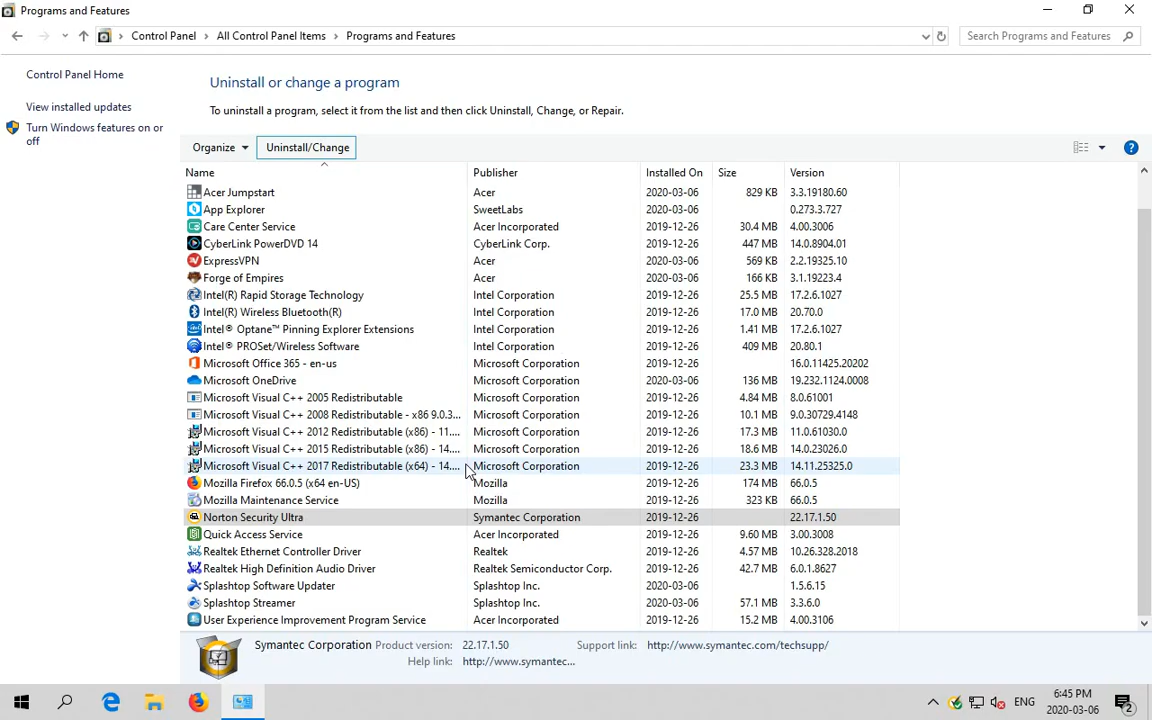 Programs and Features
Control Panel > All Control Panel Items > Programs and Features
Search Programs and Features
Control Panel Home
View installed updates
Turn Windows features on or
off
Uninstall or change a program
To uninstall a program, select it from the list and then click Uninstall, Change, or Repair.
Organize Uninstall/Change
Name Publisher Installed On Size Version
Acer Jumpstart Acer 2020-03-06 829 KB 3.3.19180.60
App Explorer SweetLabs 2020-03-06 0.273.3.727
Care Center Service Acer Incorporated 2019-12-26 30.4 MB 4.00.3006
CyberLink PowerDVD 14 CyberLink Corp. 2019-12-26 447 MB 14.0.8904.01
ExpressVPN Acer 2020-03-06 569 KB 2.2.19325.10
Forge of Empires Acer 2020-03-06 166 KB 3.1.19223.4
Intel(R) Rapid Storage Technology Intel Corporation 2019-12-26 25.5 MB 17.2.6.1027
Intel(R) Wireless Bluetooth(R) Intel Corporation 2019-12-26 17.0 MB 20.70.0
Intel® Optane™ Pinning Explorer Extensions Intel Corporation 2019-12-26 1.41 MB 17.2.6.1027
Intel® PROSet/Wireless Software Intel Corporation 2019-12-26 409 MB 20.80.1
Microsoft Office 365 - en-us Microsoft Corporation 2019-12-26 16.0.11425.20202
Microsoft OneDrive Microsoft Corporation 2020-03-06 136 MB 19.232.1124.0008
Microsoft Visual C++ 2005 Redistributable Microsoft Corporation 2019-12-26 4.84 MB 8.0.61001
Microsoft Visual C++ 2008 Redistributable - x86 9.0.3... Microsoft Corporation 2019-12-26 10.1 MB 9.0.30729.4148
Microsoft Visual C++ 2012 Redistributable (x86) - 11.... Microsoft Corporation 2019-12-26 17.3 MB 11.0.61030.0
Microsoft Visual C++ 2015 Redistributable (x86) - 14.... Microsoft Corporation 2019-12-26 18.6 MB 14.0.23026.0
Microsoft Visual C++ 2017 Redistributable (x64) - 14.... Microsoft Corporation 2019-12-26 23.3 MB 14.11.25325.0
Mozilla Firefox 66.0.5 (x64 en-US) Mozilla 2019-12-26 174 MB 66.0.5
Mozilla Maintenance Service Mozilla 2019-12-26 323 KB 66.0.5
Norton Security Ultra Symantec Corporation 2019-12-26 22.17.1.50
Quick Access Service Acer Incorporated 2019-12-26 9.60 MB 3.00.3008
Realtek Ethernet Controller Driver Realtek 2019-12-26 4.57 MB 10.26.328.2018
Realtek High Definition Audio Driver Realtek Semiconductor Corp. 2019-12-26 42.7 MB 6.0.1.8627
Splashtop Software Updater Splashtop Inc. 2020-03-06 1.5.6.15
Splashtop Streamer Splashtop Inc. 2020-03-06 57.1 MB 3.3.6.0
User Experience Improvement Program Service Acer Incorporated 2019-12-26 15.2 MB 4.00.3106
Symantec Corporation Product version: 22.17.1.50 Support link: http://www.symantec.com/techsupp/
Help link: http://www.symantec...
ENG 6:45 PM
2020-03-06
2